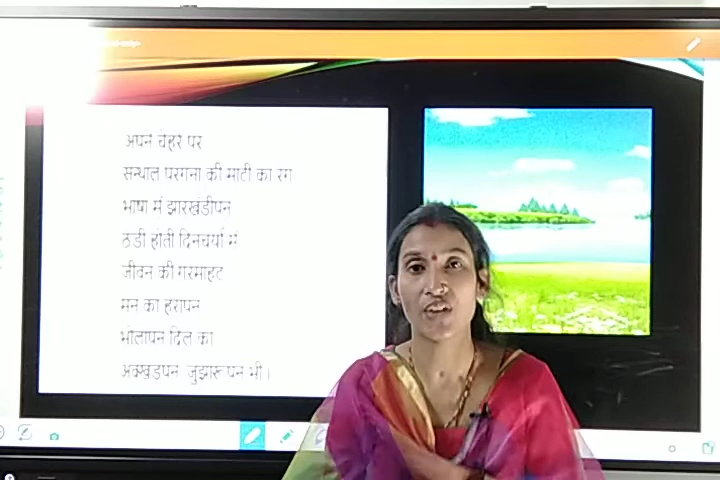 अपने चेहरे पर
सन्थाल परगना की माटी का रंग
भाषा में झारखंडीपन
ठंडी होती दिनचर्या में
जीवन की गरमाहट
मन का हरापन
भोलापन दिल का
अक्खड़पन जुझारूपन भी।